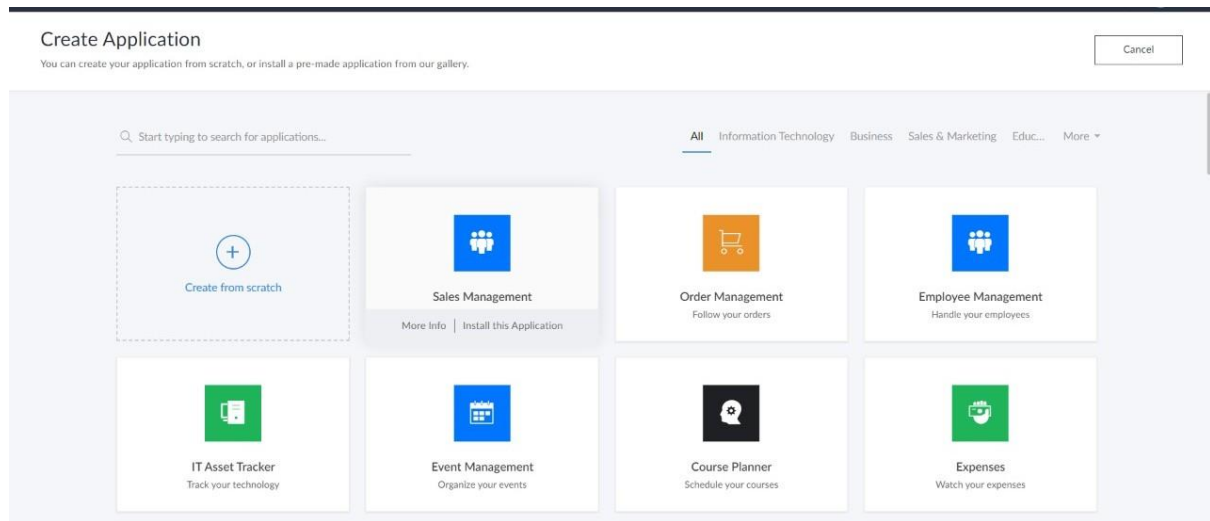 Create Application
Cancel
You can create your application from scratch, or install a pre-made application from our gallery.
Start typing to search for applications...
All Information Technology Business Sales & Marketing Educ... More
Create from scratch
Sales Management
More Info | Install this Application
Order Management
Follow your orders
Employee Management
Handle your employees
IT Asset Tracker
Track your technology
Event Management
Organize your events
Course Planner
Schedule your courses
Expenses
Watch your expenses